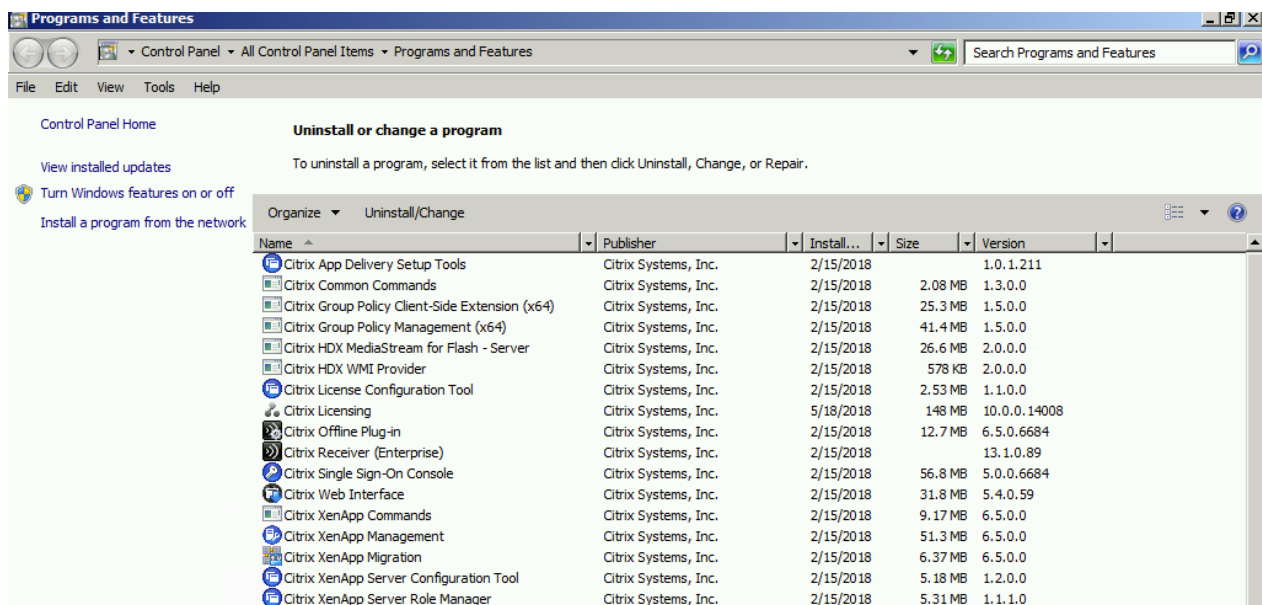 Programs and Features
Control Panel All Control Panel Items Programs and Features Search Programs and Features
File Edit View Tools Help
Control Panel Home
View installed updates
Turn Windows features on or off
Install a program from the network
Uninstall or change a program
To uninstall a program, select it from the list and then click Uninstall, Change, or Repair.
Organize Uninstall/Change
Name Publisher Install... Size Version
Citrix App Delivery Setup Tools Citrix Systems, Inc. 2/15/2018 1.0.1.211
Citrix Common Commands Citrix Systems, Inc. 2/15/2018 2.08 MB 1.3.0.0
Citrix Group Policy Client-Side Extension (x64) Citrix Systems, Inc. 2/15/2018 25.3 MB 1.5.0.0
Citrix Group Policy Management (x64) Citrix Systems, Inc. 2/15/2018 41.4 MB 1.5.0.0
Citrix HDX MediaStream for Flash - Server Citrix Systems, Inc. 2/15/2018 26.6 MB 2.0.0.0
Citrix HDX WMI Provider Citrix Systems, Inc. 2/15/2018 578 KB 2.0.0.0
Citrix License Configuration Tool Citrix Systems, Inc. 2/15/2018 2.53 MB 1.1.0.0
Citrix Licensing Citrix Systems, Inc. 5/18/2018 148 MB 10.0.0.14008
Citrix Offline Plug-in Citrix Systems, Inc. 2/15/2018 12.7 MB 6.5.0.6684
Citrix Receiver (Enterprise) Citrix Systems, Inc. 2/15/2018 13.1.0.89
Citrix Single Sign-On Console Citrix Systems, Inc. 2/15/2018 56.8 MB 5.0.0.6684
Citrix Web Interface Citrix Systems, Inc. 2/15/2018 31.8 MB 5.4.0.59
Citrix XenApp Commands Citrix Systems, Inc. 2/15/2018 9.17 MB 6.5.0.0
Citrix XenApp Management Citrix Systems, Inc. 2/15/2018 51.3 MB 6.5.0.0
Citrix XenApp Migration Citrix Systems, Inc. 2/15/2018 6.37 MB 6.5.0.0
Citrix XenApp Server Configuration Tool Citrix Systems, Inc. 2/15/2018 5.18 MB 1.2.0.0
Citrix XenApp Server Role Manager Citrix Systems, Inc. 2/15/2018 5.31 MB 1.1.1.0